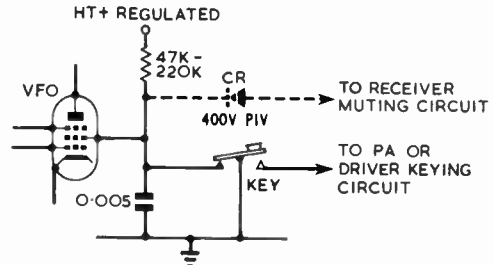 HT+ REGULATED
47K-
220K
CR
VFO
400V PIV
TO RECEIVER
MUTING CIRCUIT
TO PA OR
DRIVER KEYING
CIRCUIT
KEY
0·005